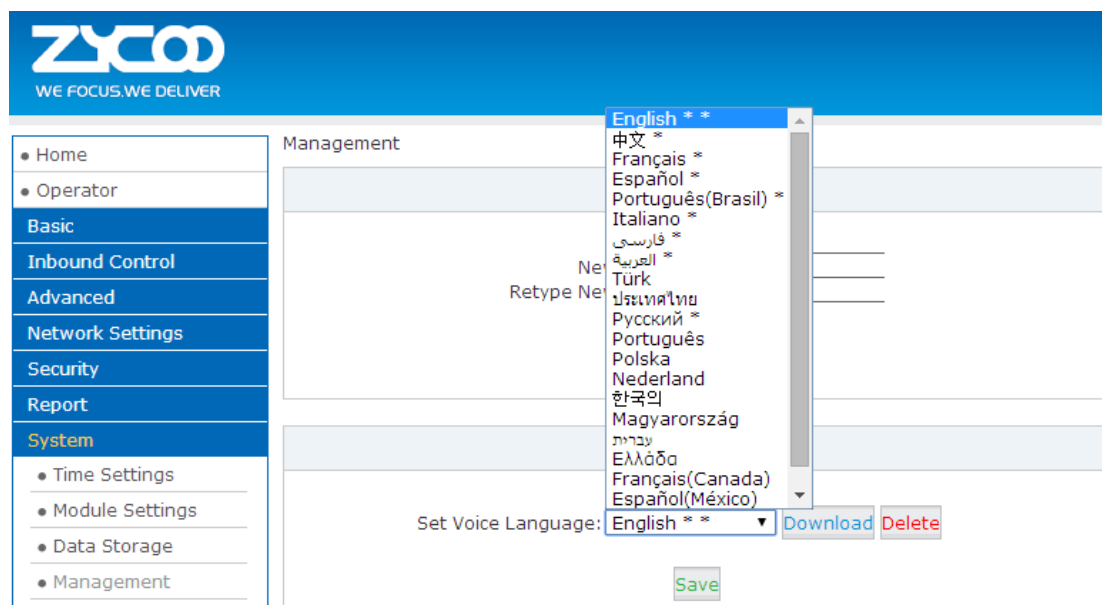 ZYCOO
WE FOCUS.WE DELIVER
Home
Operator
Basic
Inbound Control
Advanced
Network Settings
Security
Report
System
Time Settings
Module Settings
Data Storage
Management
Management
Retype
English * *
中文 *
Français *
Español *
Português(Brasil) *
Italiano *
فارسی *
العربية *
Türk
ประเทศไทย
Русский *
Português
Polska
Nederland
한국의
Magyarország
עברית
Ελλάδα
Français(Canada)
Español(México)
Set Voice Language: English * * Download Delete
Save